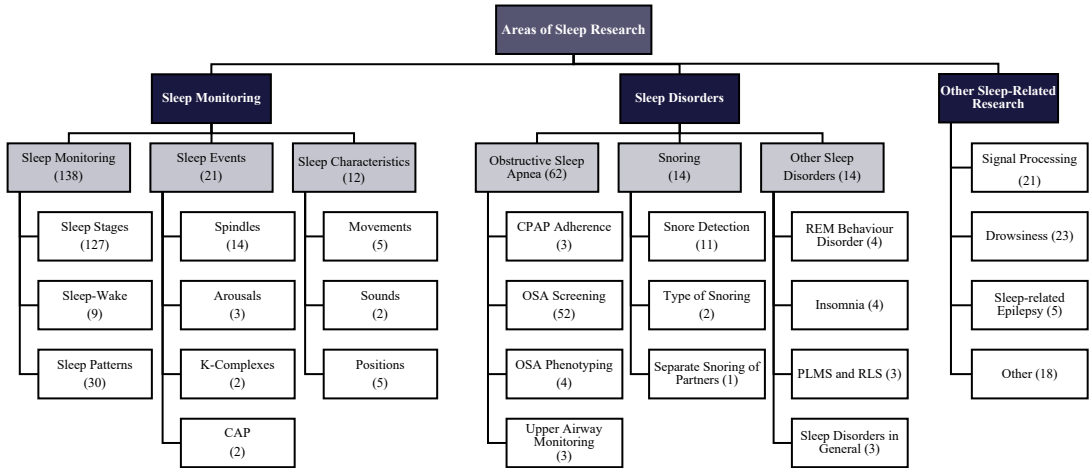 Areas of Sleep Research
Sleep Monitoring
Sleep Disorders
Other Sleep-Related
Research
Sleep Monitoring
(138)
Sleep Events
(21)
Sleep Characteristics
(12)
Obstructive Sleep
Apnea (62)
Snoring
(14)
Other Sleep
Disorders (14)
Signal Processing
(21)
Sleep Stages
(127)
Spindles
(14)
Movements
(5)
CPAP Adherence
(3)
Snore Detection
(11)
REM Behaviour
Disorder (4)
Drowsiness (23)
Sleep-Wake
(9)
Arousals
(3)
Sounds
(2)
OSA Screening
(52)
Type of Snoring
(2)
Insomnia (4)
Sleep-related
Epilepsy (5)
Sleep Patterns
(30)
K-Complexes
(2)
Positions
(5)
OSA Phenotyping
(4)
Separate Snoring of
Partners (1)
PLMS and RLS (3)
Other (18)
CAP
(2)
Upper Airway
Monitoring
(3)
Sleep Disorders in
General (3)